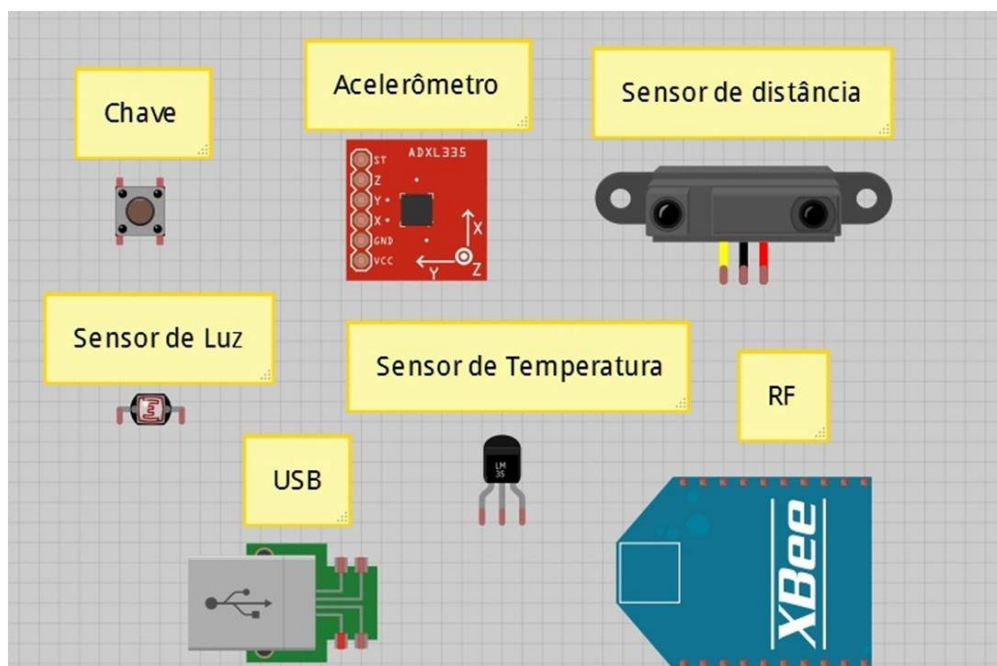 Chave
Acelerômetro
Sensor de distância
ADXL335
ST
Z
Y
X
GND
VCC
X
Y
Z
Sensor de Luz
Sensor de Temperatura
RF
LM
35
USB
XBee